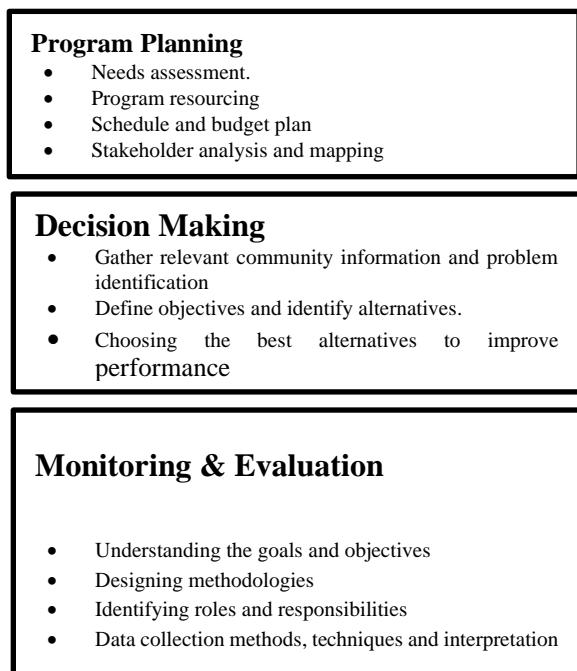 Program Planning
• Needs assessment.
• Program resourcing
• Schedule and budget plan
• Stakeholder analysis and mapping
Decision Making
• Gather relevant community information and problem
identification
• Define objectives and identify alternatives.
• Choosing the best alternatives to improve
performance
Monitoring & Evaluation
• Understanding the goals and objectives
• Designing methodologies
• Identifying roles and responsibilities
• Data collection methods, techniques and interpretation